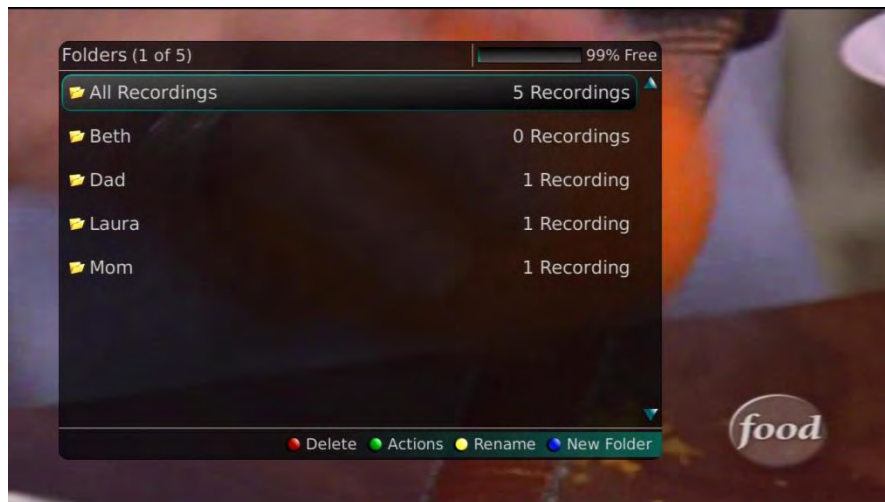 Folders (1 of 5) 99% Free
All Recordings 5 Recordings
Beth 0 Recordings
Dad 1 Recording
Laura 1 Recording
Mom 1 Recording
Delete Actions Rename New Folder
food